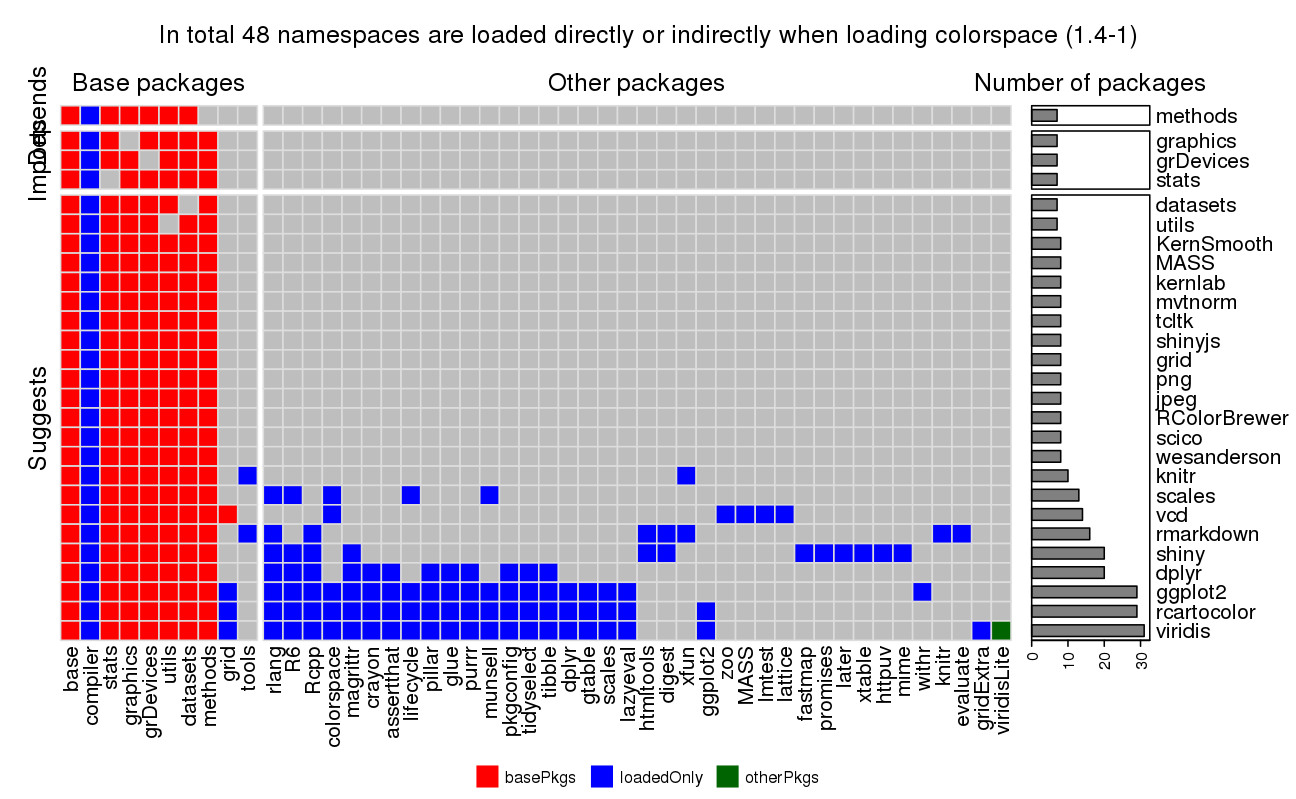 In total 48 namespaces are loaded directly or indirectly when loading colorspace (1.4-1)
Base packages
Other packages
Number of packages
Depends
Imports
Suggests
methods
graphics
grDevices
stats
datasets
utils
KernSmooth
MASS
kernlab
mvtnorm
tcltk
shinyjs
grid
png
jpeg
RColorBrewer
scico
wesanderson
knitr
scales
vcd
rmarkdown
shiny
dplyr
ggplot2
rcartocolor
viridis
0
10
20
30
base
compiler
stats
graphics
grDevices
utils
datasets
methods
grid
tools
rlang
R6
Rcpp
colorspace
magrittr
crayon
assertthat
lifecycle
pillar
glue
purrr
munsell
pkgconfig
tidyselect
tibble
dplyr
gtable
scales
lazyeval
htmltools
digest
xfun
ggplot2
zoo
MASS
lmtest
lattice
fastmap
promises
later
xtable
httpuv
mime
withr
knitr
evaluate
gridExtra
viridisLite
basePkgs
loadedOnly
otherPkgs